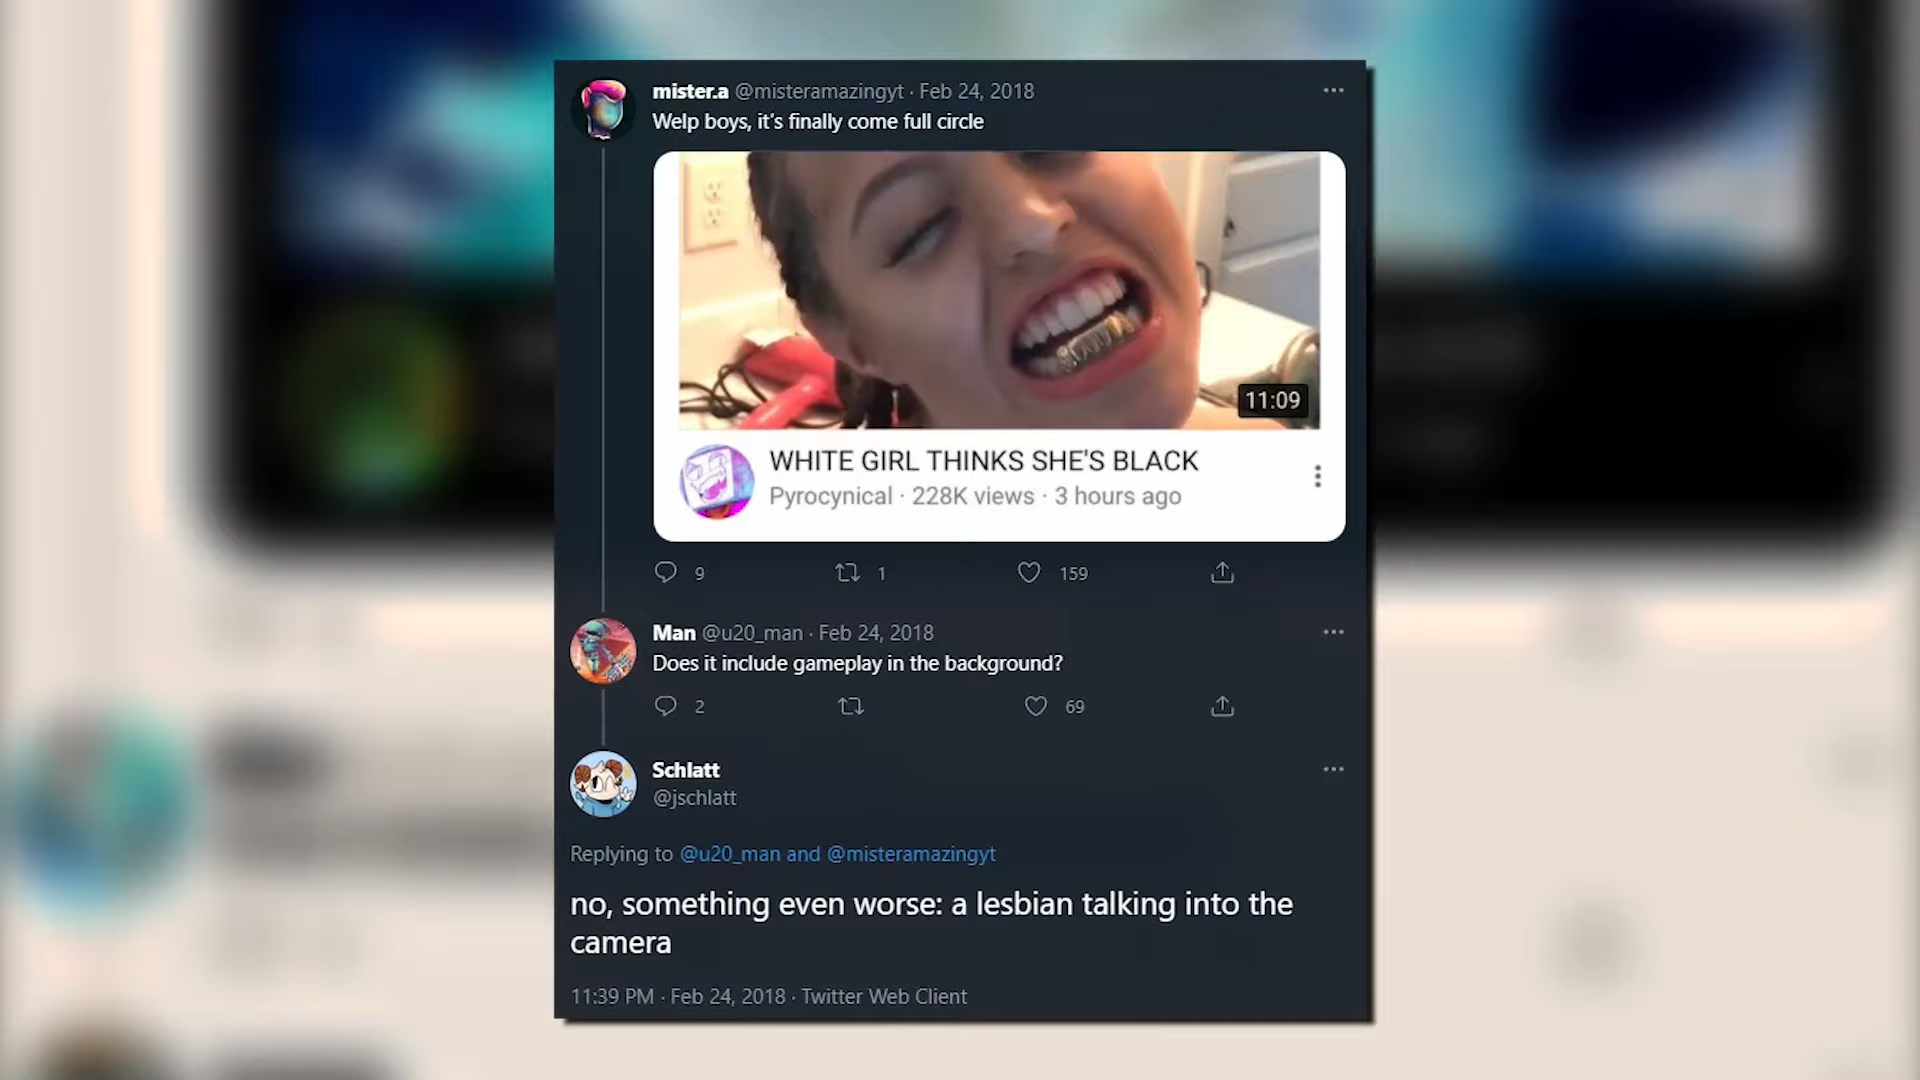 mister.a @misteramazingyt · Feb 24, 2018
Welp boys, it's finally come full circle
11:09
WHITE GIRL THINKS SHE'S BLACK
Pyrocynical · 228K views · 3 hours ago
9 1 159
Man @u20_man · Feb 24, 2018
Does it include gameplay in the background?
2 69
Schlatt
@jschlatt
Replying to @u20_man and @misteramazingyt
no, something even worse: a lesbian talking into the
camera
11:39 PM · Feb 24, 2018 · Twitter Web Client